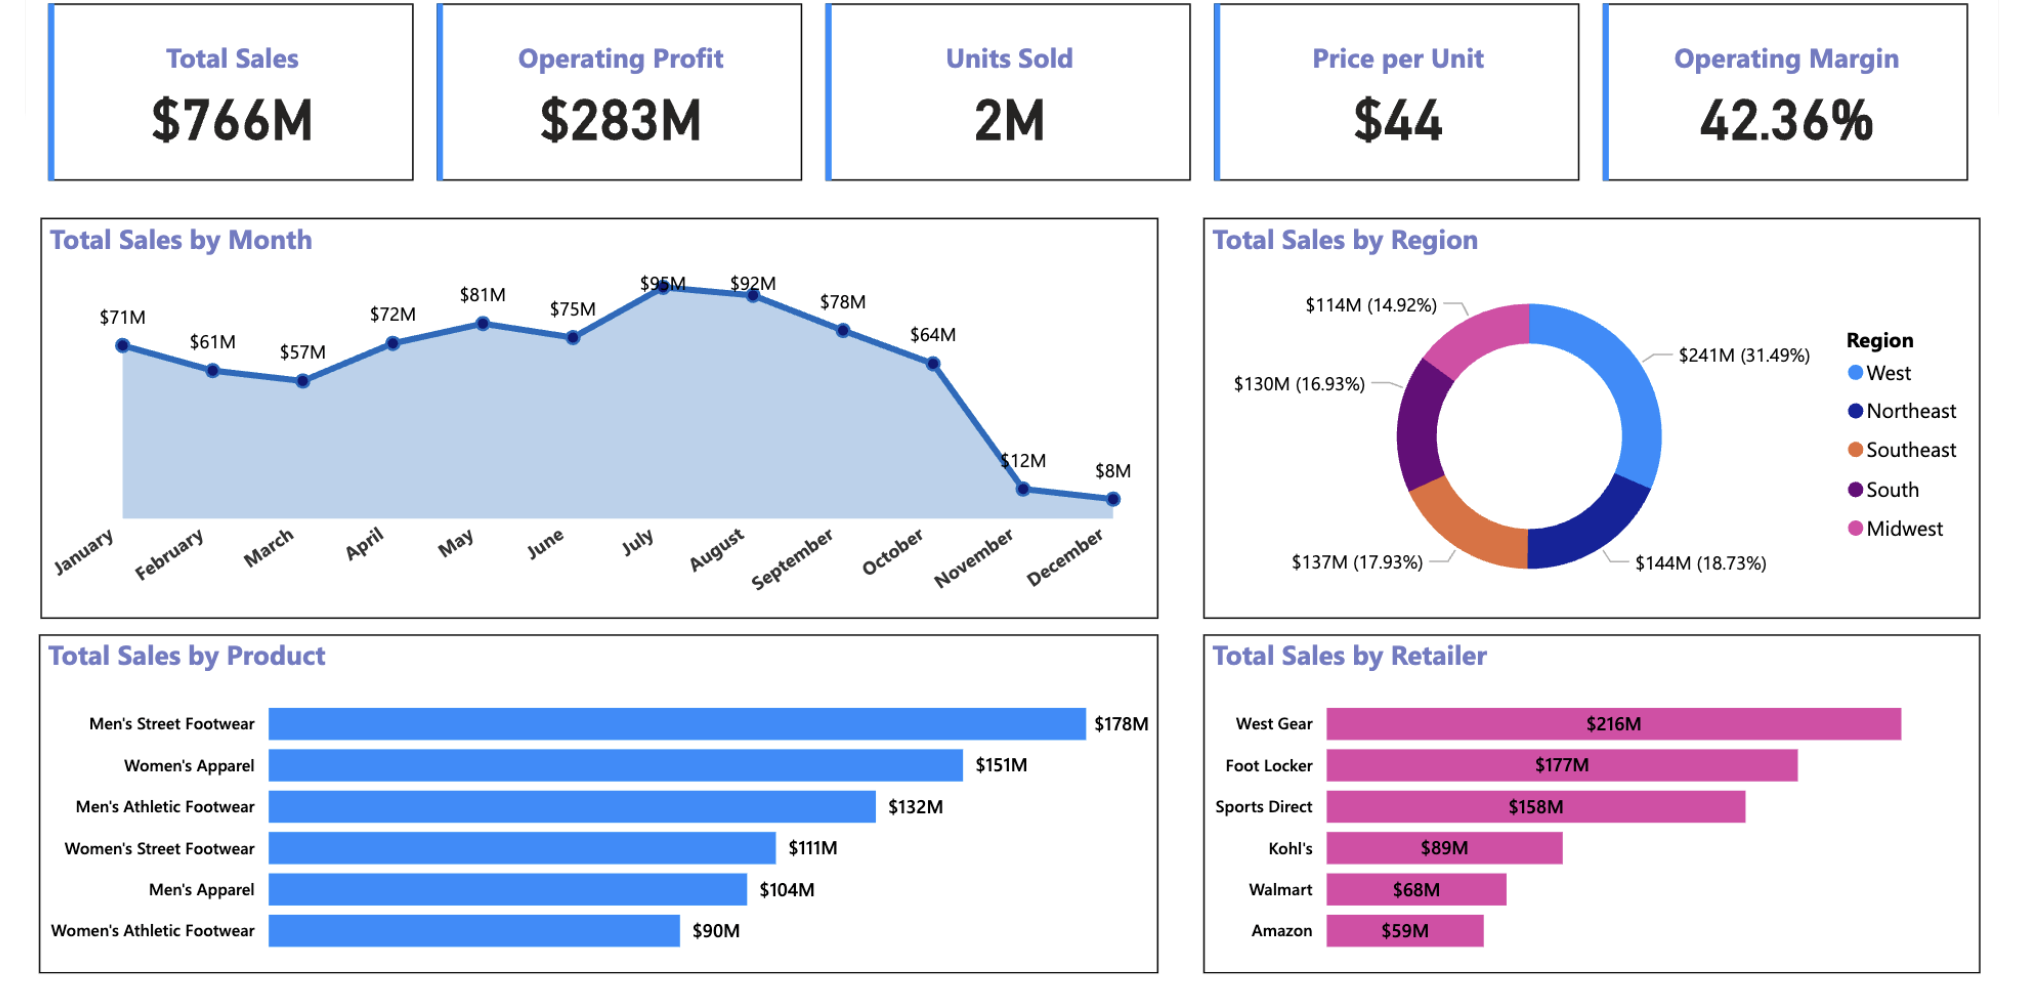 Total Sales
$766M
Operating Profit
$283M
Units Sold
2M
Price per Unit
$44
Operating Margin
42.36%
Total Sales by Month
$71M
$61M
$57M
$72M
$81M
$75M
$95M
$92M
$78M
$64M
$12M
$8M
January
February
March
April
May
June
July
August
September
October
November
December
Total Sales by Region
$114M (14.92%)
$241M (31.49%)
$130M (16.93%)
$137M (17.93%)
$144M (18.73%)
Region
West
Northeast
Southeast
South
Midwest
Total Sales by Product
Men's Street Footwear $178M
Women's Apparel $151M
Men's Athletic Footwear $132M
Women's Street Footwear $111M
Men's Apparel $104M
Women's Athletic Footwear $90M
Total Sales by Retailer
West Gear $216M
Foot Locker $177M
Sports Direct $158M
Kohl's $89M
Walmart $68M
Amazon $59M